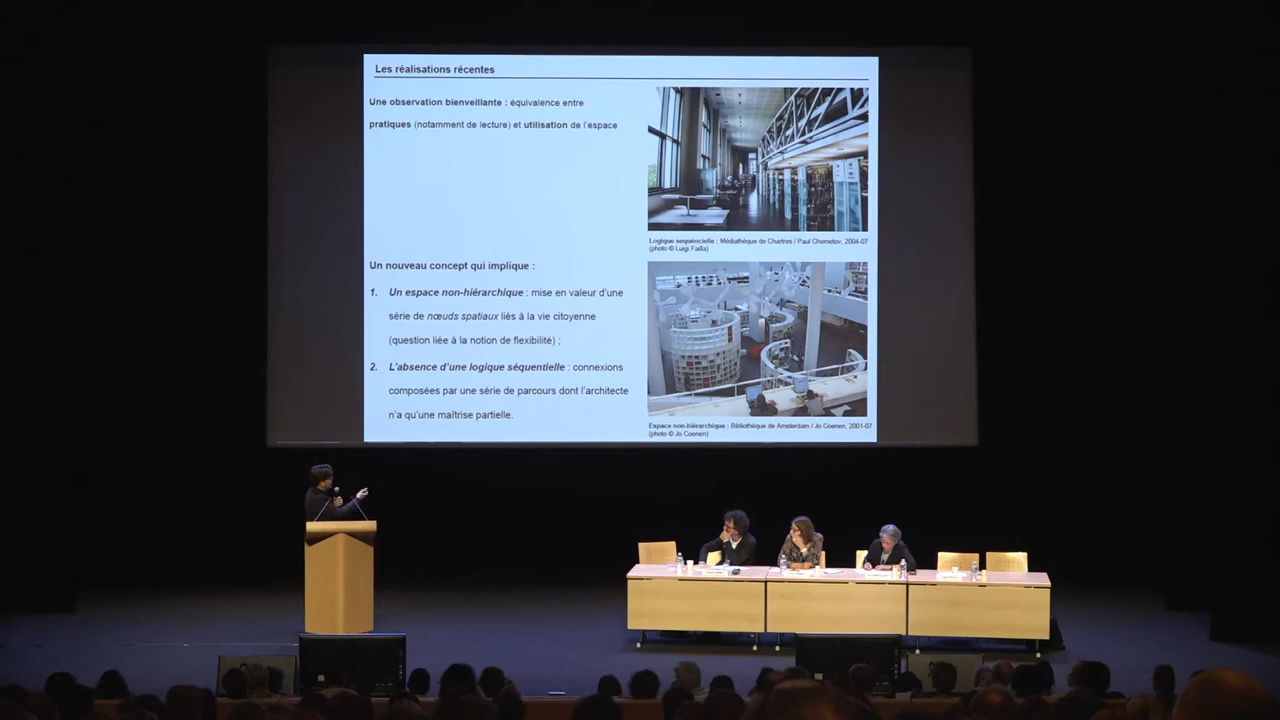 Les réalisations récentes
Une observation bienveillante : équivalence entre
pratiques (notamment de lecture) et utilisation de l'espace
Logique sequèncielle : Médiathèque de Chartres / Paul Chemetov, 2004-07
(photo © Luigi Failla)
Un nouveau concept qui implique :
1. Un espace non-hiérarchique : mise en valeur d'une
série de nœuds spatiaux liés à la vie citoyenne
(question liée à la notion de flexibilité) ;
2. L'absence d'une logique séquentielle : connexions
composées par une série de parcours dont l'architecte
n'a qu'une maîtrise partielle.
Espace non-hiérarchique : Bibliothèque de Amsterdam / Jo Coenen, 2001-07
(photo © Jo Coenen)